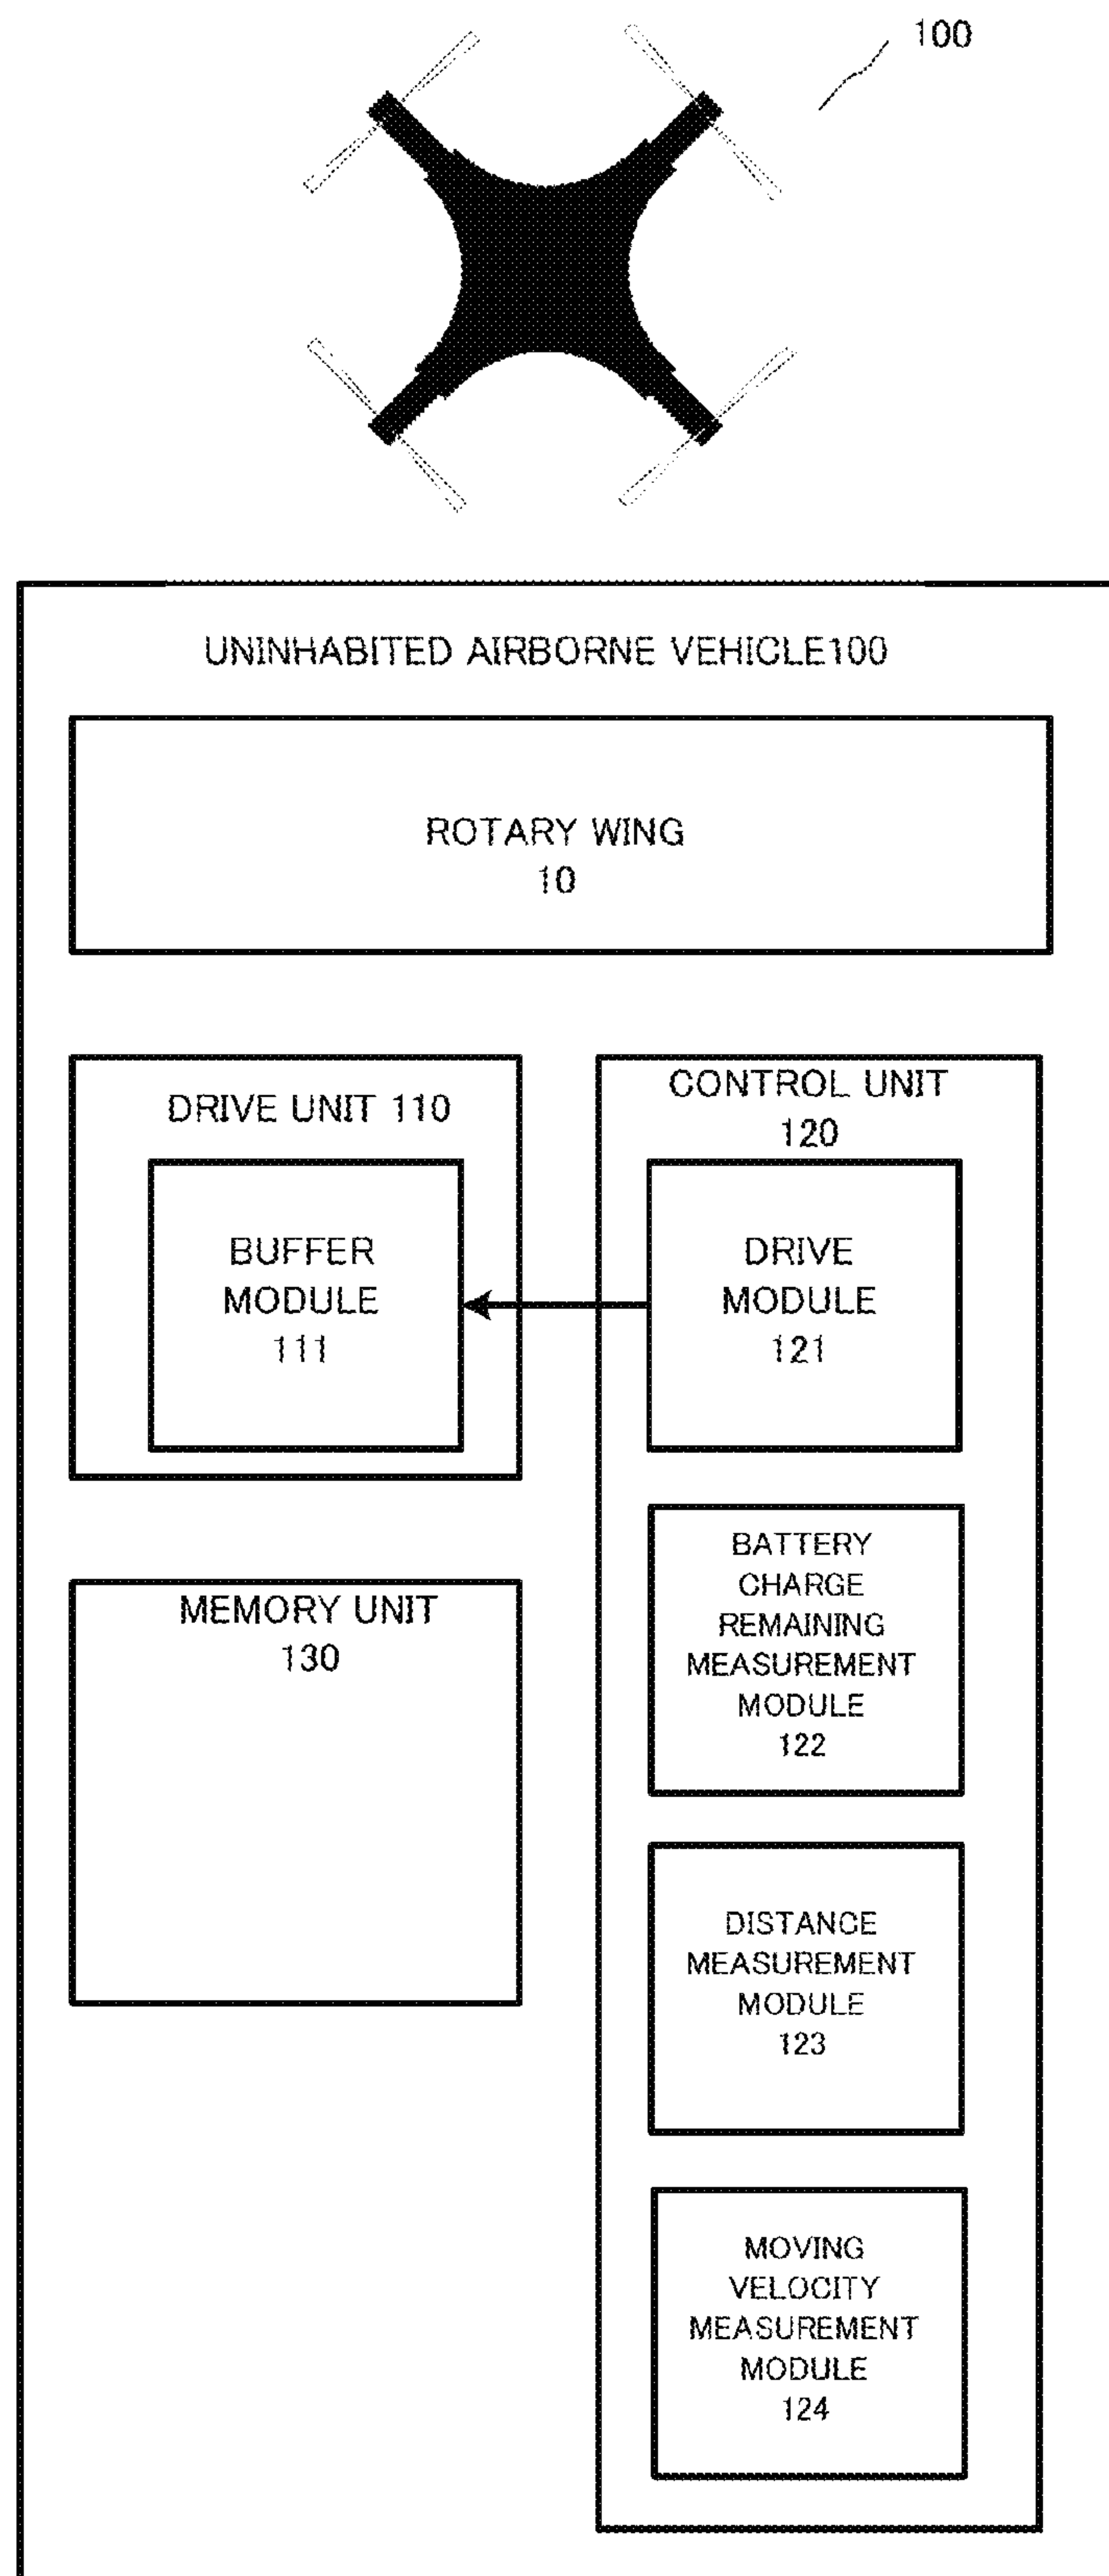 100
UNINHABITED AIRBORNE VEHICLE100
ROTARY WING
10
DRIVE UNIT 110
BUFFER
MODULE
111
CONTROL UNIT
120
DRIVE
MODULE
121
BATTERY
CHARGE
REMAINING
MEASUREMENT
MODULE
122
MEMORY UNIT
130
DISTANCE
MEASUREMENT
MODULE
123
MOVING
VELOCITY
MEASUREMENT
MODULE
124